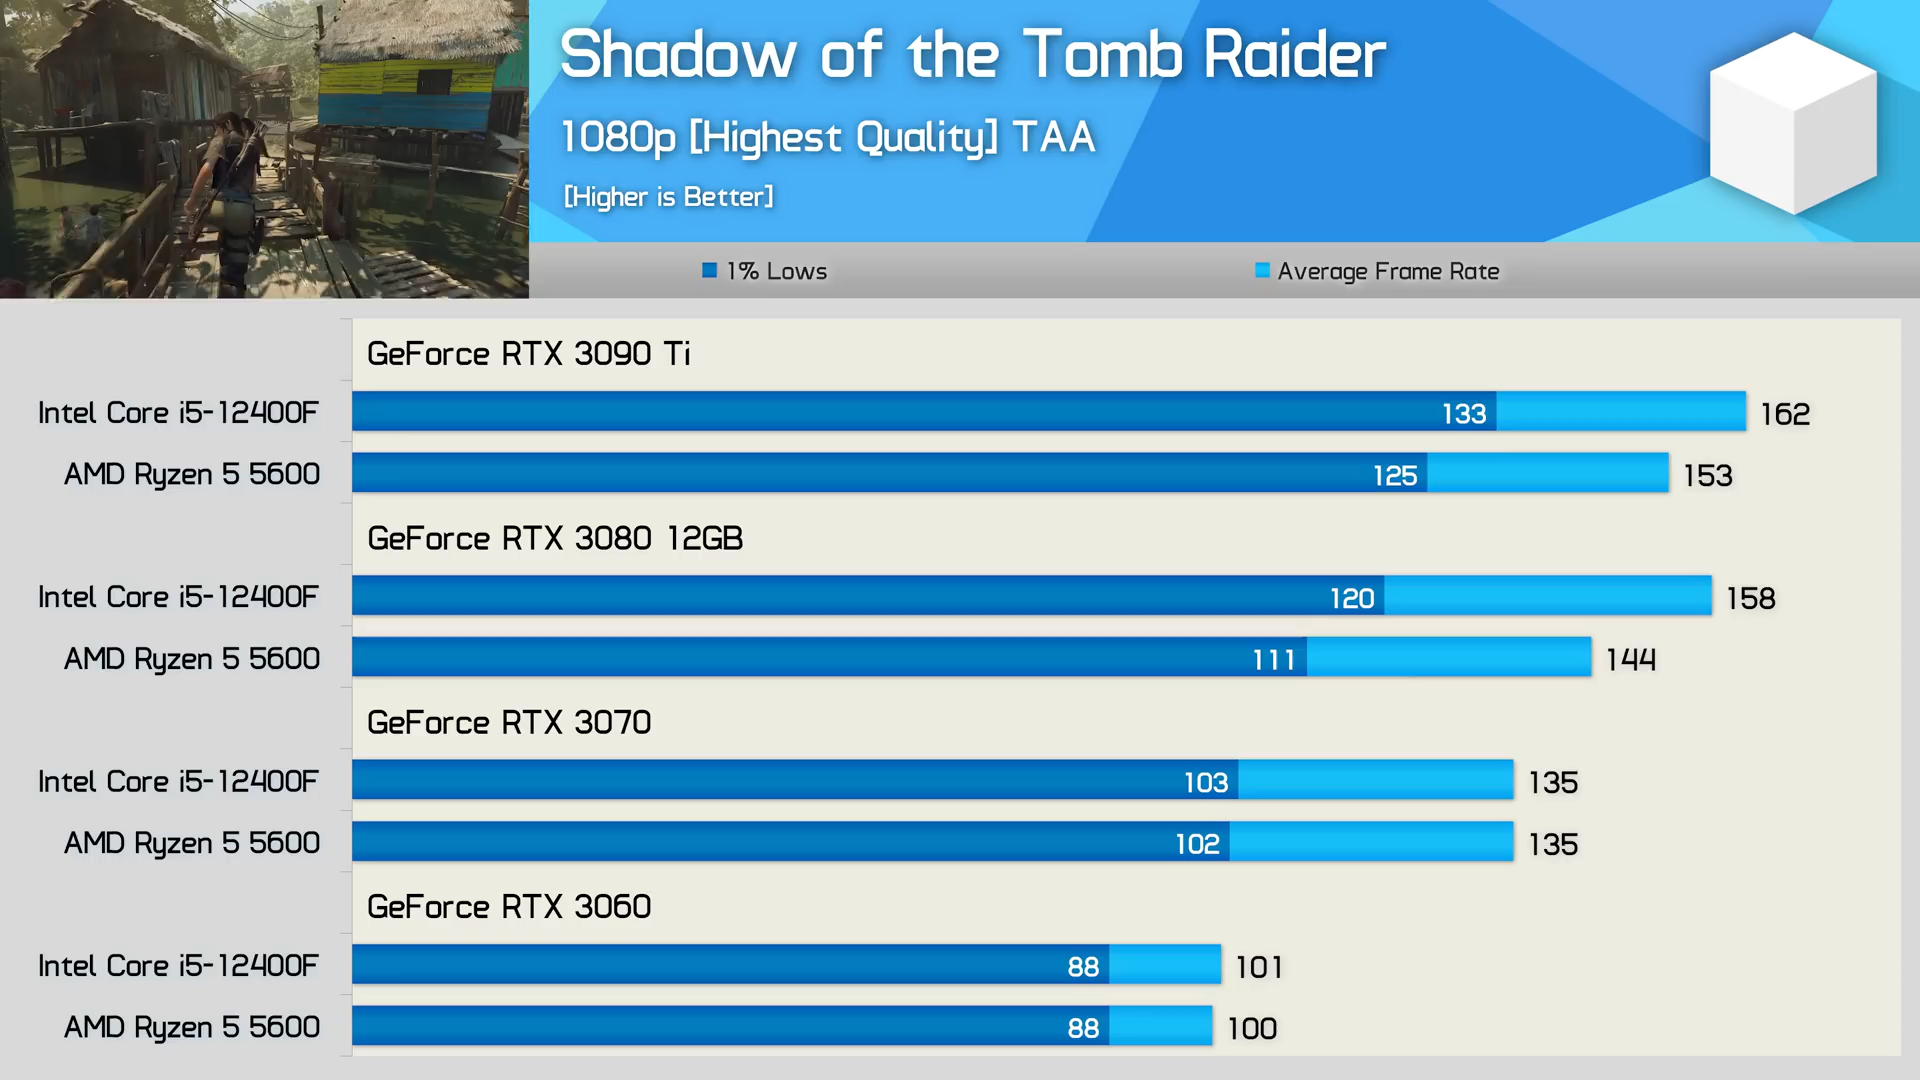 Shadow of the Tomb Raider
1080p [Highest Quality] TAA
[Higher is Better]
1% Lows
Average Frame Rate
GeForce RTX 3090 Ti
Intel Core i5-12400F 133 162
AMD Ryzen 5 5600 125 153
GeForce RTX 3080 12GB
Intel Core i5-12400F 120 158
AMD Ryzen 5 5600 111 144
GeForce RTX 3070
Intel Core i5-12400F 103 135
AMD Ryzen 5 5600 102 135
GeForce RTX 3060
Intel Core i5-12400F 88 101
AMD Ryzen 5 5600 88 100